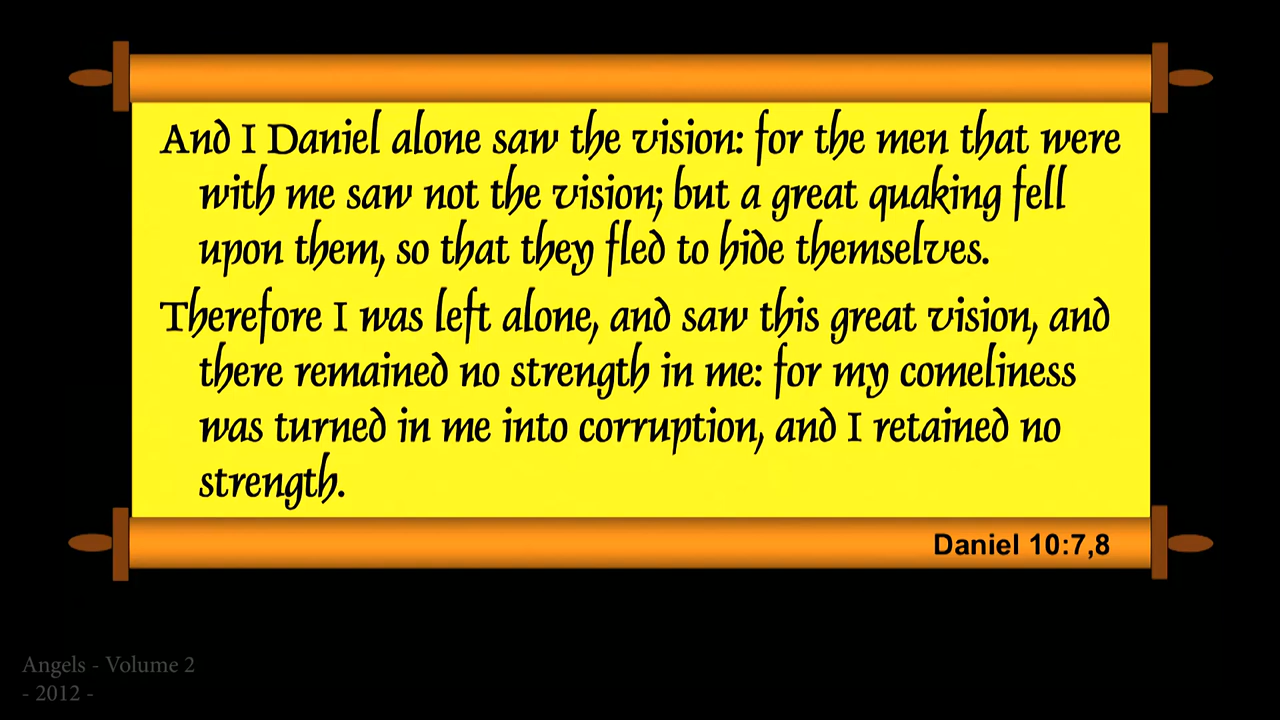 And I Daniel alone saw the vision: for the men that were
with me saw not the vision; but a great quaking fell
upon them, so that they fled to hide themselves.
Therefore I was left alone, and saw this great vision, and
there remained no strength in me: for my comeliness
was turned in me into corruption, and I retained no
strength.
Daniel 10:7,8
Angels - Volume 2
- 2012 -